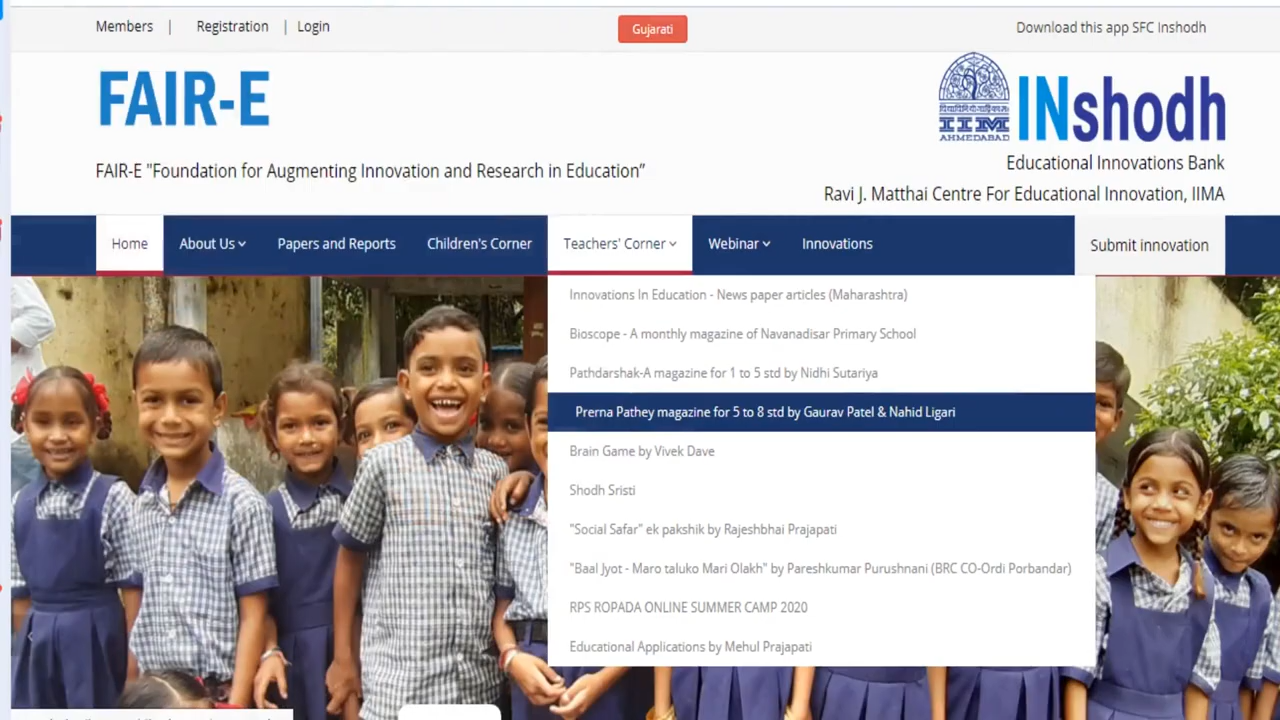 Members | Registration | Login
Gujarati
Download this app SFC Inshodh
FAIR-E
IIM
AHMEDABAD
INshodh
FAIR-E "Foundation for Augmenting Innovation and Research in Education”
Educational Innovations Bank
Ravi J. Matthai Centre For Educational Innovation, IIMA
Home
About Us
Papers and Reports
Children's Corner
Teachers' Corner
Webinar
Innovations
Submit innovation
Innovations In Education - News paper articles (Maharashtra)
Bioscope - A monthly magazine of Navanadisar Primary School
Pathdarshak-A magazine for 1 to 5 std by Nidhi Sutariya
Prerna Pathey magazine for 5 to 8 std by Gaurav Patel & Nahid Ligari
Brain Game by Vivek Dave
Shodh Sristi
"Social Safar" ek pakshik by Rajeshbhai Prajapati
"Baal Jyot - Maro taluko Mari Olakh" by Pareshkumar Purushnani (BRC CO-Ordi Porbandar)
RPS ROPADA ONLINE SUMMER CAMP 2020
Educational Applications by Mehul Prajapati